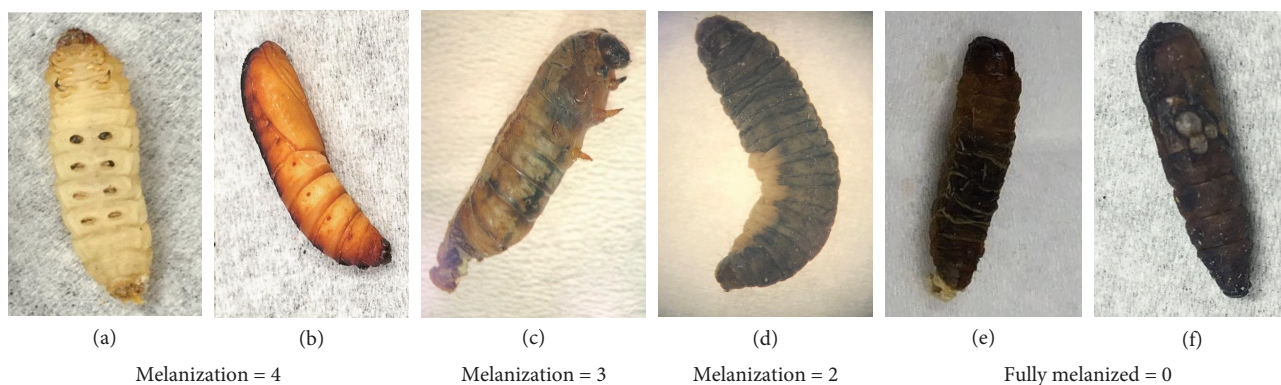 (a) (b) (c) (d) (e) (f)
Melanization = 4 Melanization = 3 Melanization = 2 Fully melanized = 0